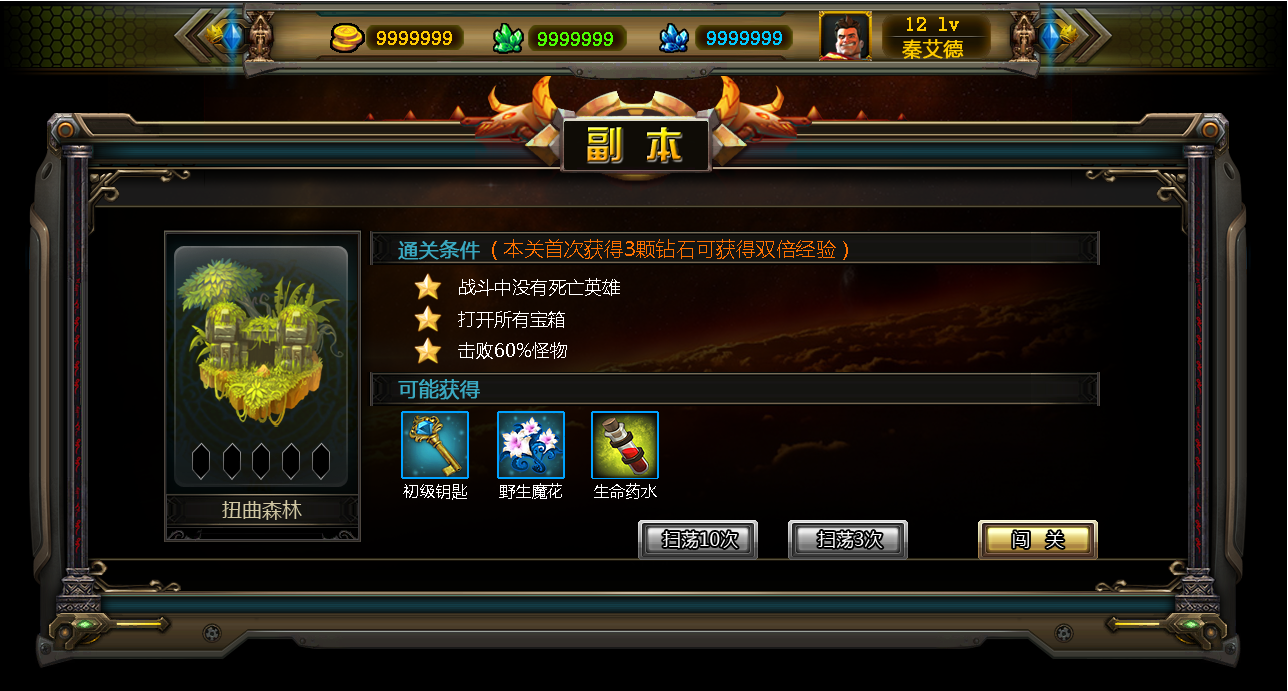 9999999 9999999 9999999 12 lv
秦艾德
副 本
通关条件（本关首次获得3颗钻石可获得双倍经验）
战斗中没有死亡英雄
打开所有宝箱
击败60%怪物
可能获得
初级钥匙 野生魔花 生命药水
扭曲森林
扫荡10次 扫荡3次 闯 关